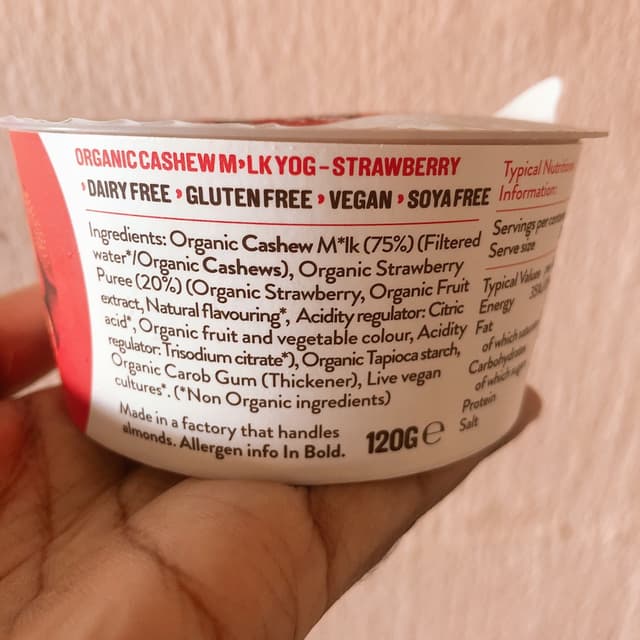 ORGANIC CASHEW M›LK YOG – STRAWBERRY
›DAIRY FREE › GLUTEN FREE › VEGAN › SOYA FREE
Ingredients: Organic Cashew M*lk (75%) (Filtered
water*/Organic Cashews), Organic Strawberry
Puree (20%) (Organic Strawberry, Organic Fruit
extract, Natural flavouring*, Acidity regulator: Citric
acid*, Organic fruit and vegetable colour, Acidity
regulator: Trisodium citrate*), Organic Tapioca starch,
Organic Carob Gum (Thickener), Live vegan
cultures*. (*Non Organic ingredients)
Made in a factory that handles
almonds. Allergen info In Bold.
120G e
Typical
Information:
Servings per
Serve size
Typical Values
Energy
Fat
of which
Carbohydrate
of which
Protein
Salt